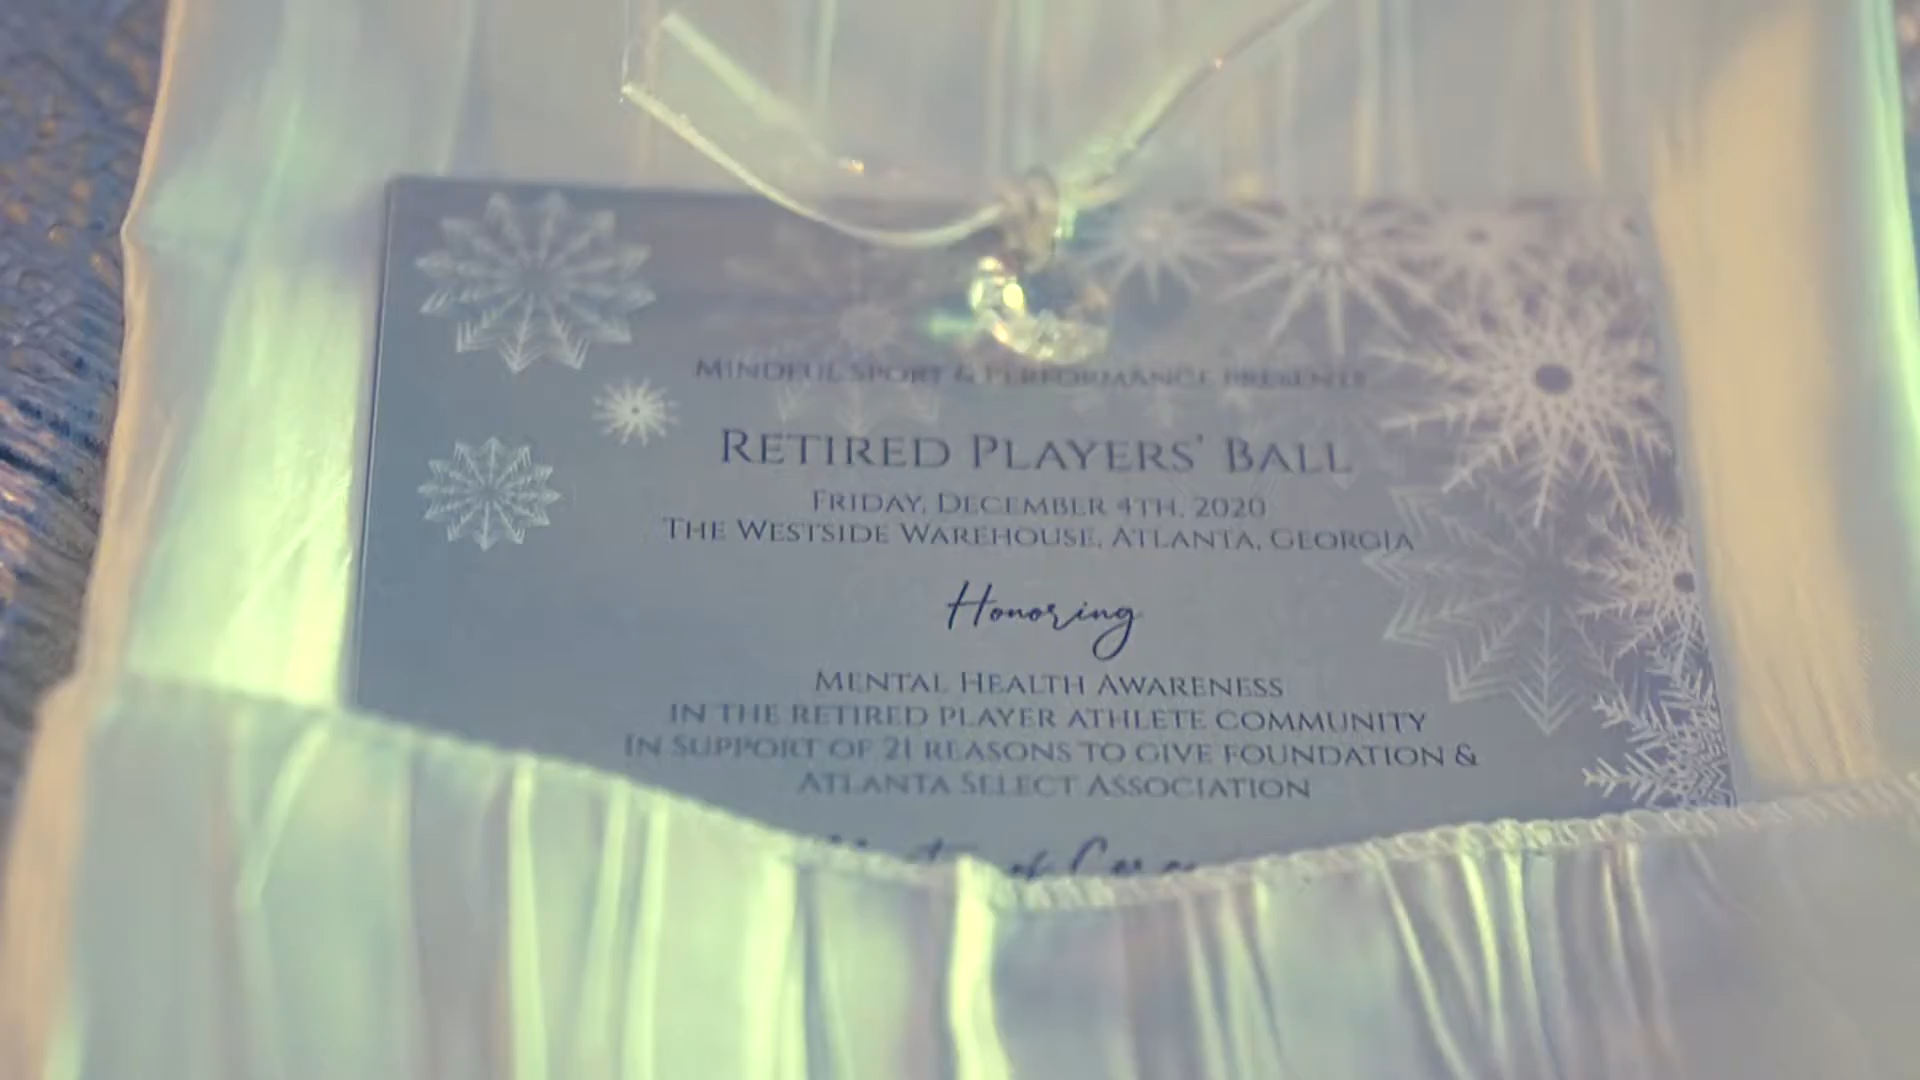 MINDFUL SPORT & PERFORMANCE PRESENTS
RETIRED PLAYERS' BALL
FRIDAY, DECEMBER 4TH, 2020
THE WESTSIDE WAREHOUSE, ATLANTA, GEORGIA
Honoring
MENTAL HEALTH AWARENESS
IN THE RETIRED PLAYER ATHLETE COMMUNITY
IN SUPPORT OF 21 REASONS TO GIVE FOUNDATION &
ATLANTA SELECT ASSOCIATION
of